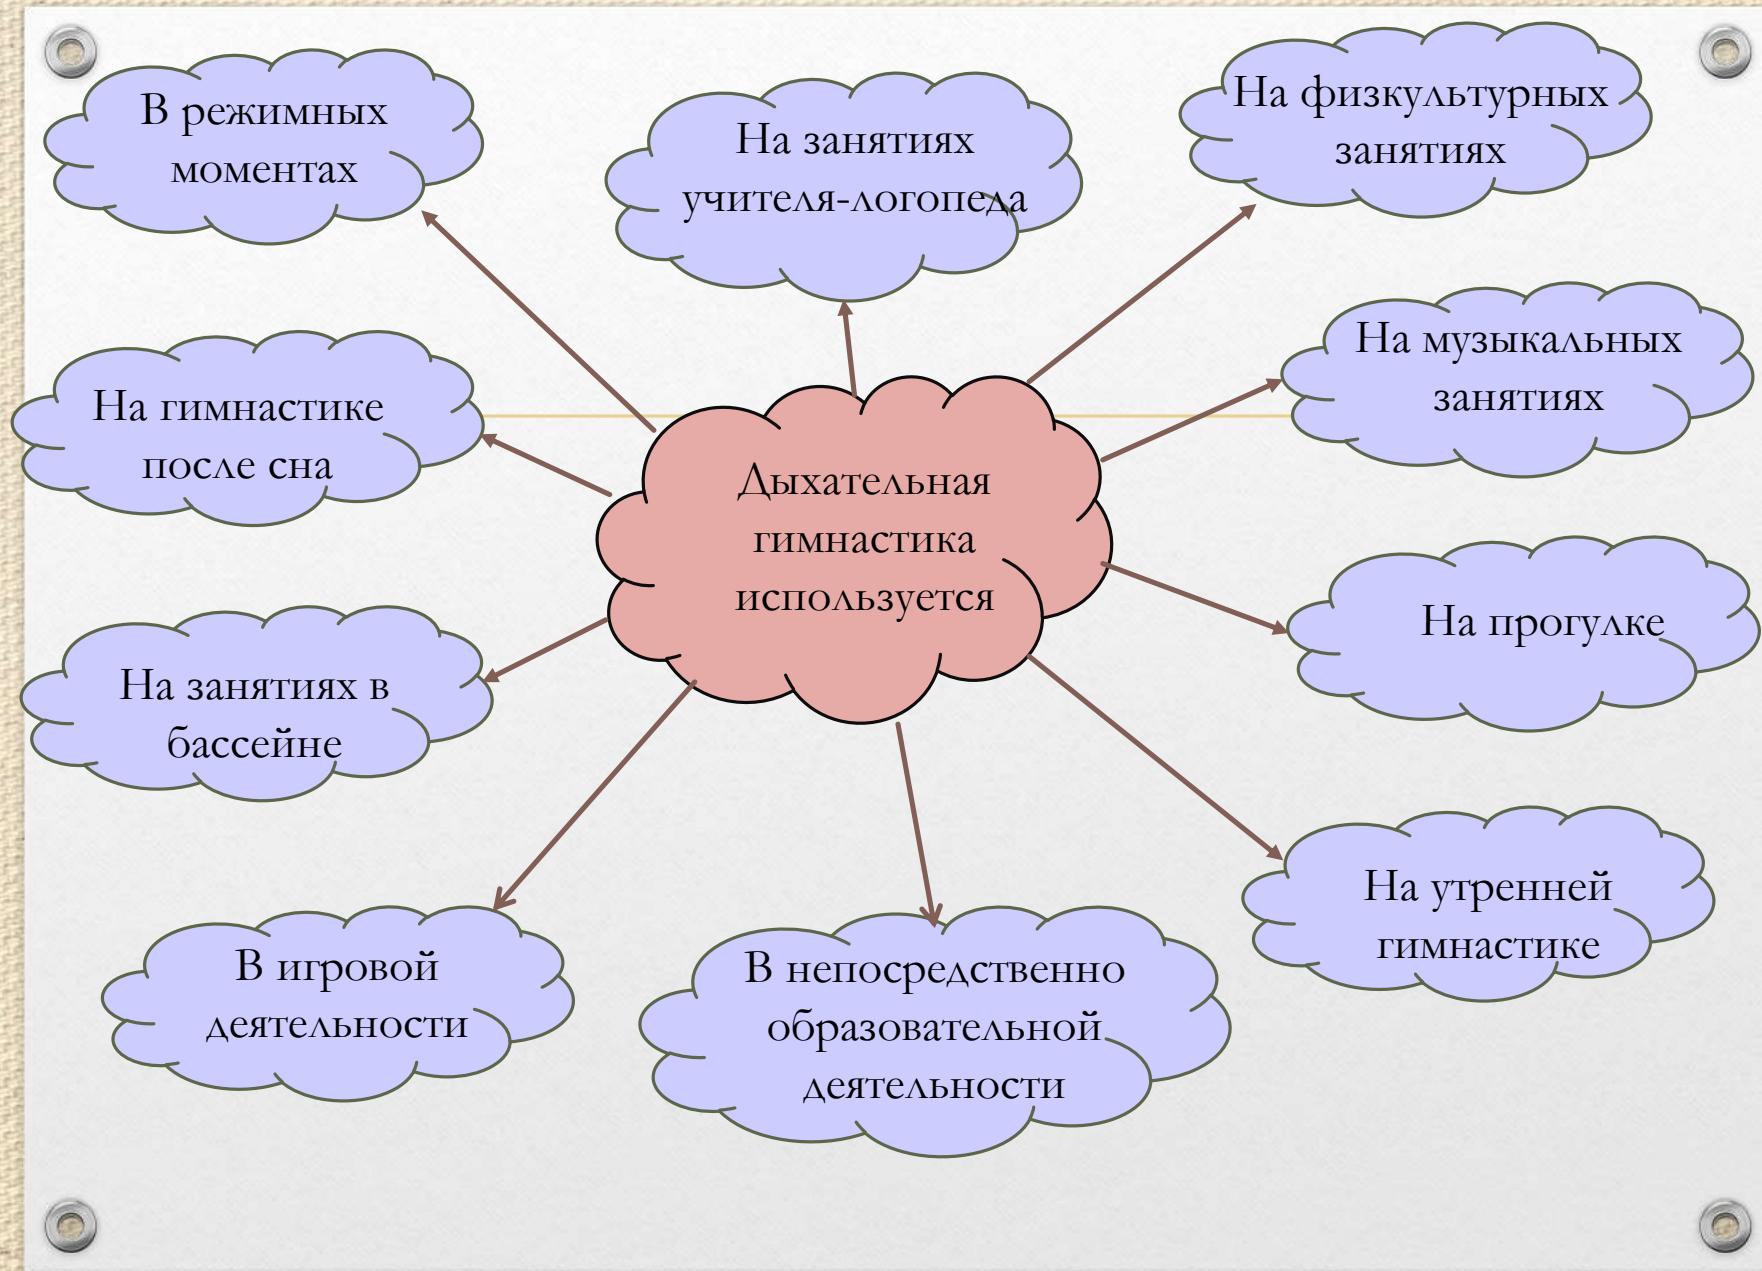 В режимных
моментах
На занятиях
учителя-логопеда
На физкультурных
занятиях
На гимнастике
после сна
На музыкальных
занятиях
Дыхательная
гимнастика
используется
На занятиях в
бассейне
На прогулке
В игровой
деятельности
В непосредственно
образовательной
деятельности
На утренней
гимнастике